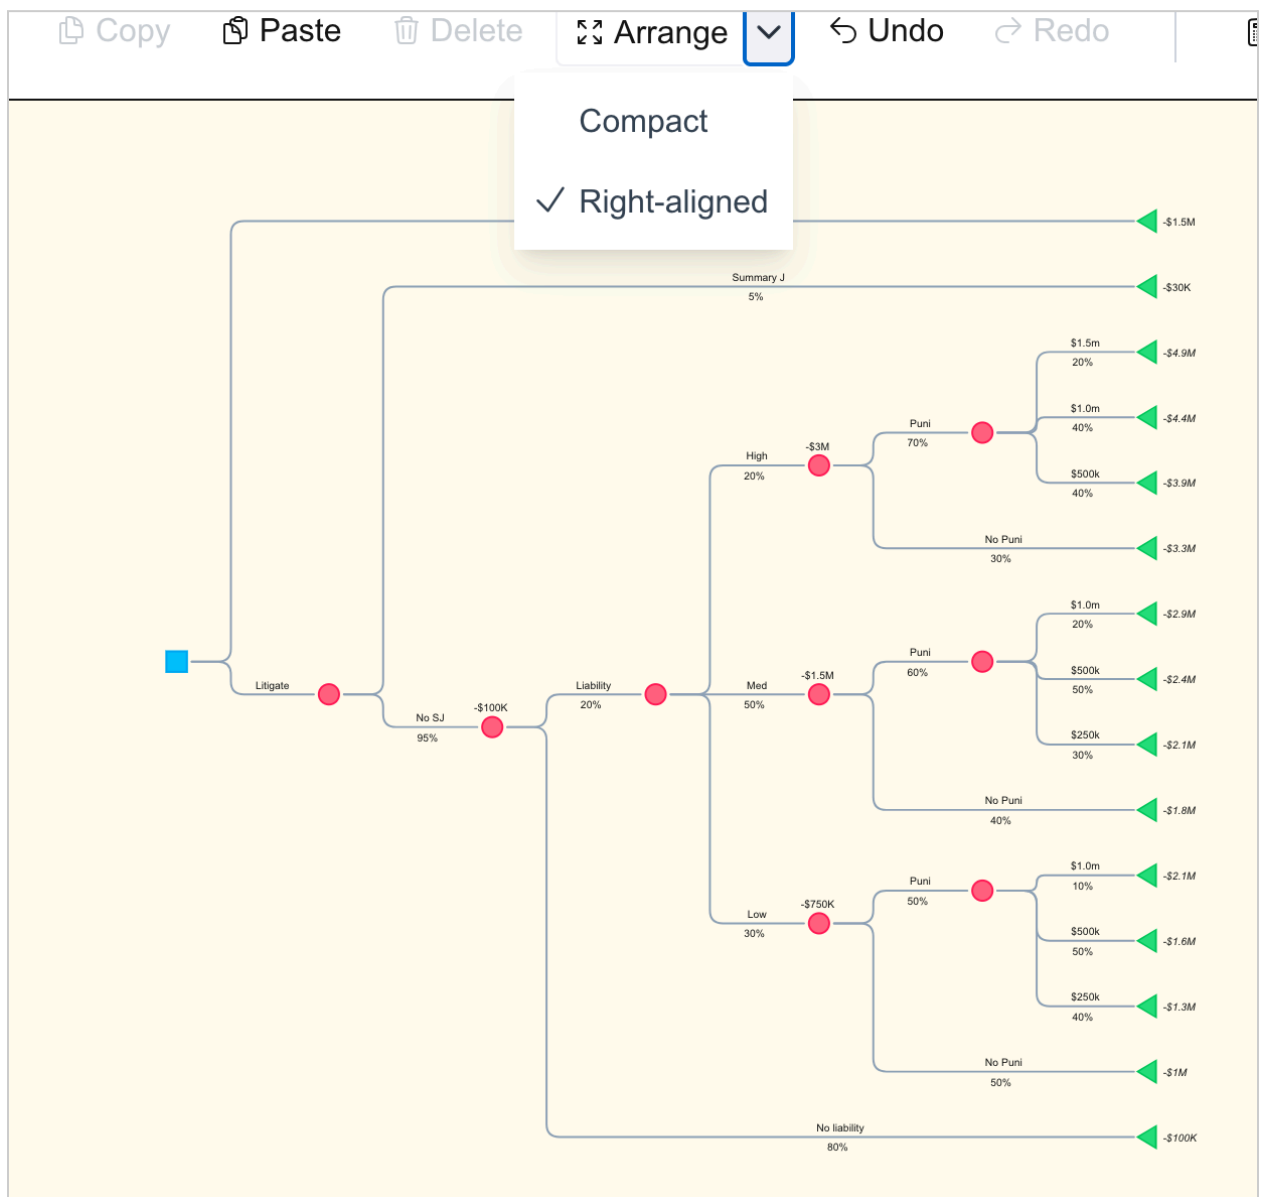 Copy Paste Delete Arrange Undo Redo
Compact
Right-aligned
-$1.5M
Summary J
5%
-$30K
$1.5m
20%
-$4.9M
$1.0m
40%
-$4.4M
Puni
70%
-$3M
High
20%
$500k
40%
-$3.9M
No Puni
30%
-$3.3M
$1.0m
20%
-$2.9M
Puni
60%
$500k
50%
-$2.4M
Litigate
Liability
20%
Med
50%
-$1.5M
-$100K
No SJ
95%
$250k
30%
-$2.1M
No Puni
40%
-$1.8M
$1.0m
10%
-$2.1M
Puni
50%
-$750K
Low
30%
$500k
50%
-$1.6M
$250k
40%
-$1.3M
No Puni
50%
-$1M
No liability
80%
-$100K